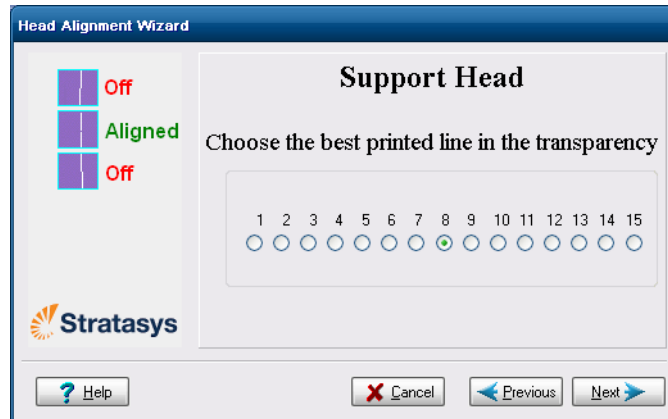 Head Alignment Wizard
Off
Aligned
Off
Stratasys
Support Head
Choose the best printed line in the transparency
1 2 3 4 5 6 7 8 9 10 11 12 13 14 15
? Help
Cancel
Previous
Next